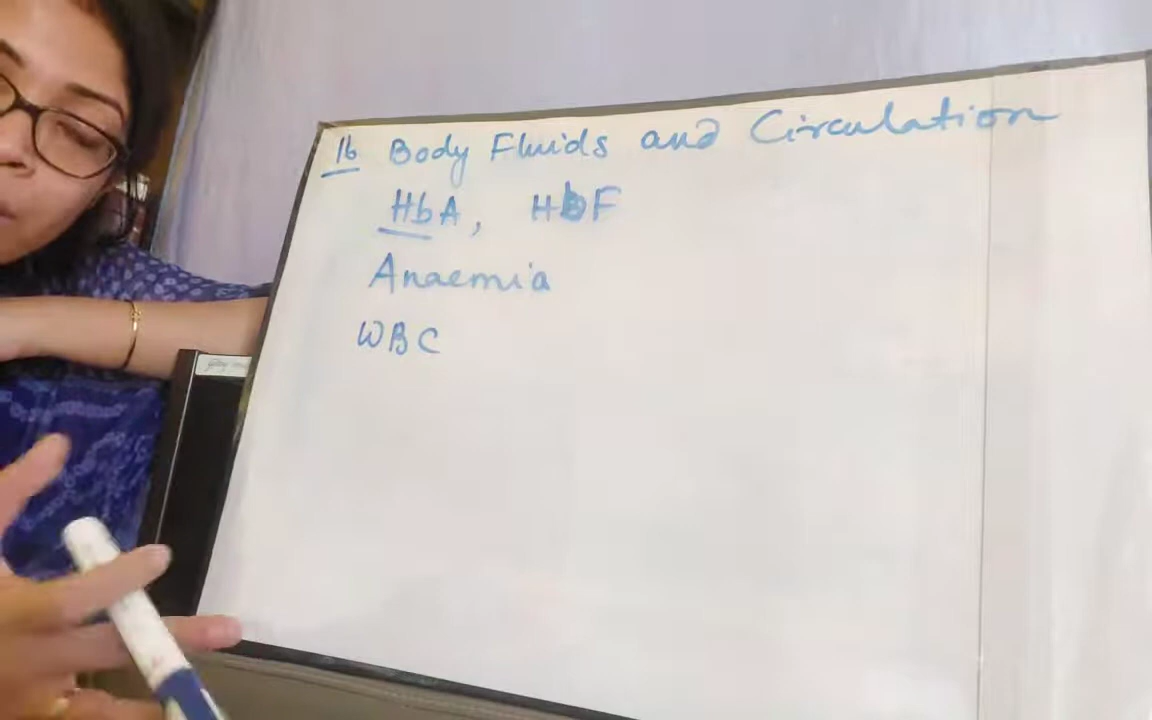 16 Body Fluids and Circulation
HbA, HbF
Anaemia
WBC